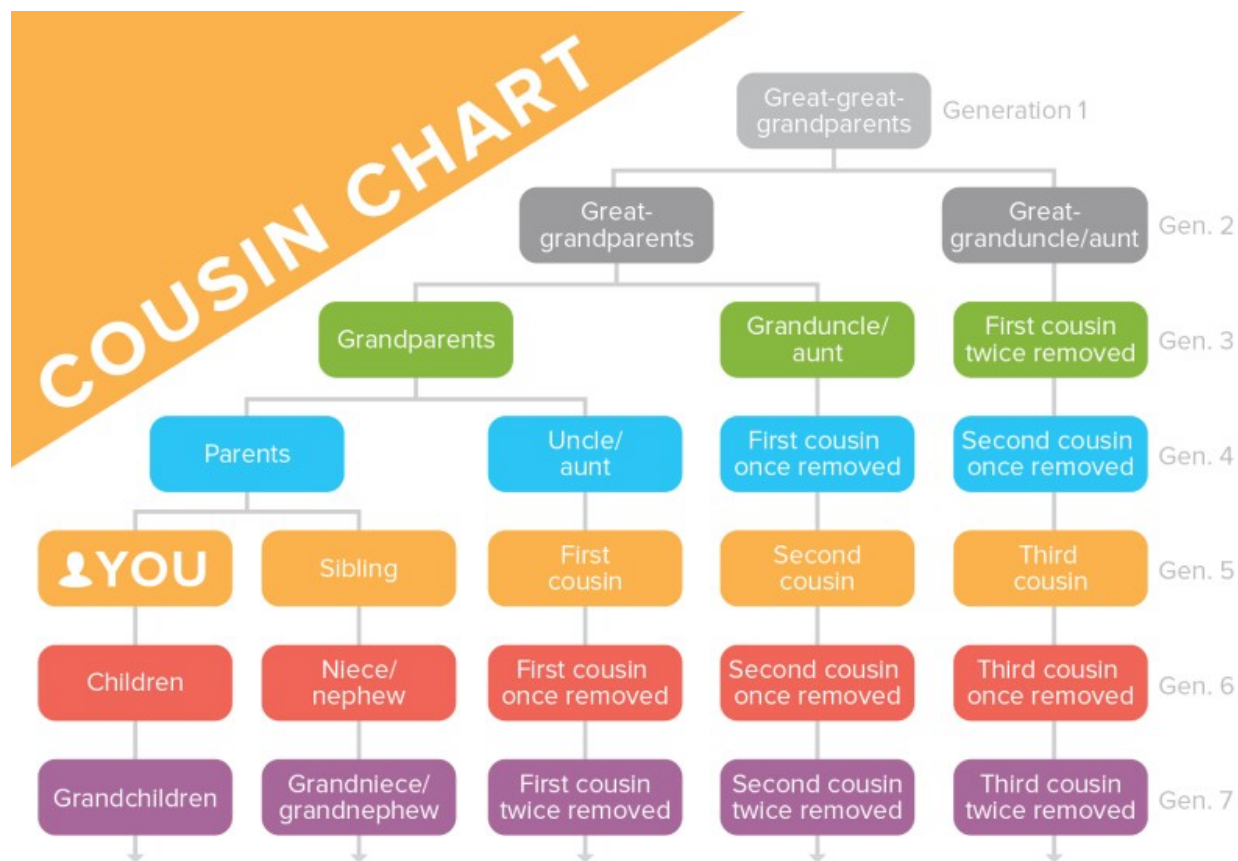 COUSIN CHART
Great-great-
grandparents
Generation 1
Great-
grandparents
Great-
granduncle/aunt
Gen. 2
Grandparents
Granduncle/
aunt
First cousin
twice removed
Gen. 3
Parents
Uncle/
aunt
First cousin
once removed
Second cousin
once removed
Gen. 4
YOU
Sibling
First
cousin
Second
cousin
Third
cousin
Gen. 5
Children
Niece/
nephew
First cousin
once removed
Second cousin
once removed
Third cousin
once removed
Gen. 6
Grandchildren
Grandniece/
grandnephew
First cousin
twice removed
Second cousin
twice removed
Third cousin
twice removed
Gen. 7